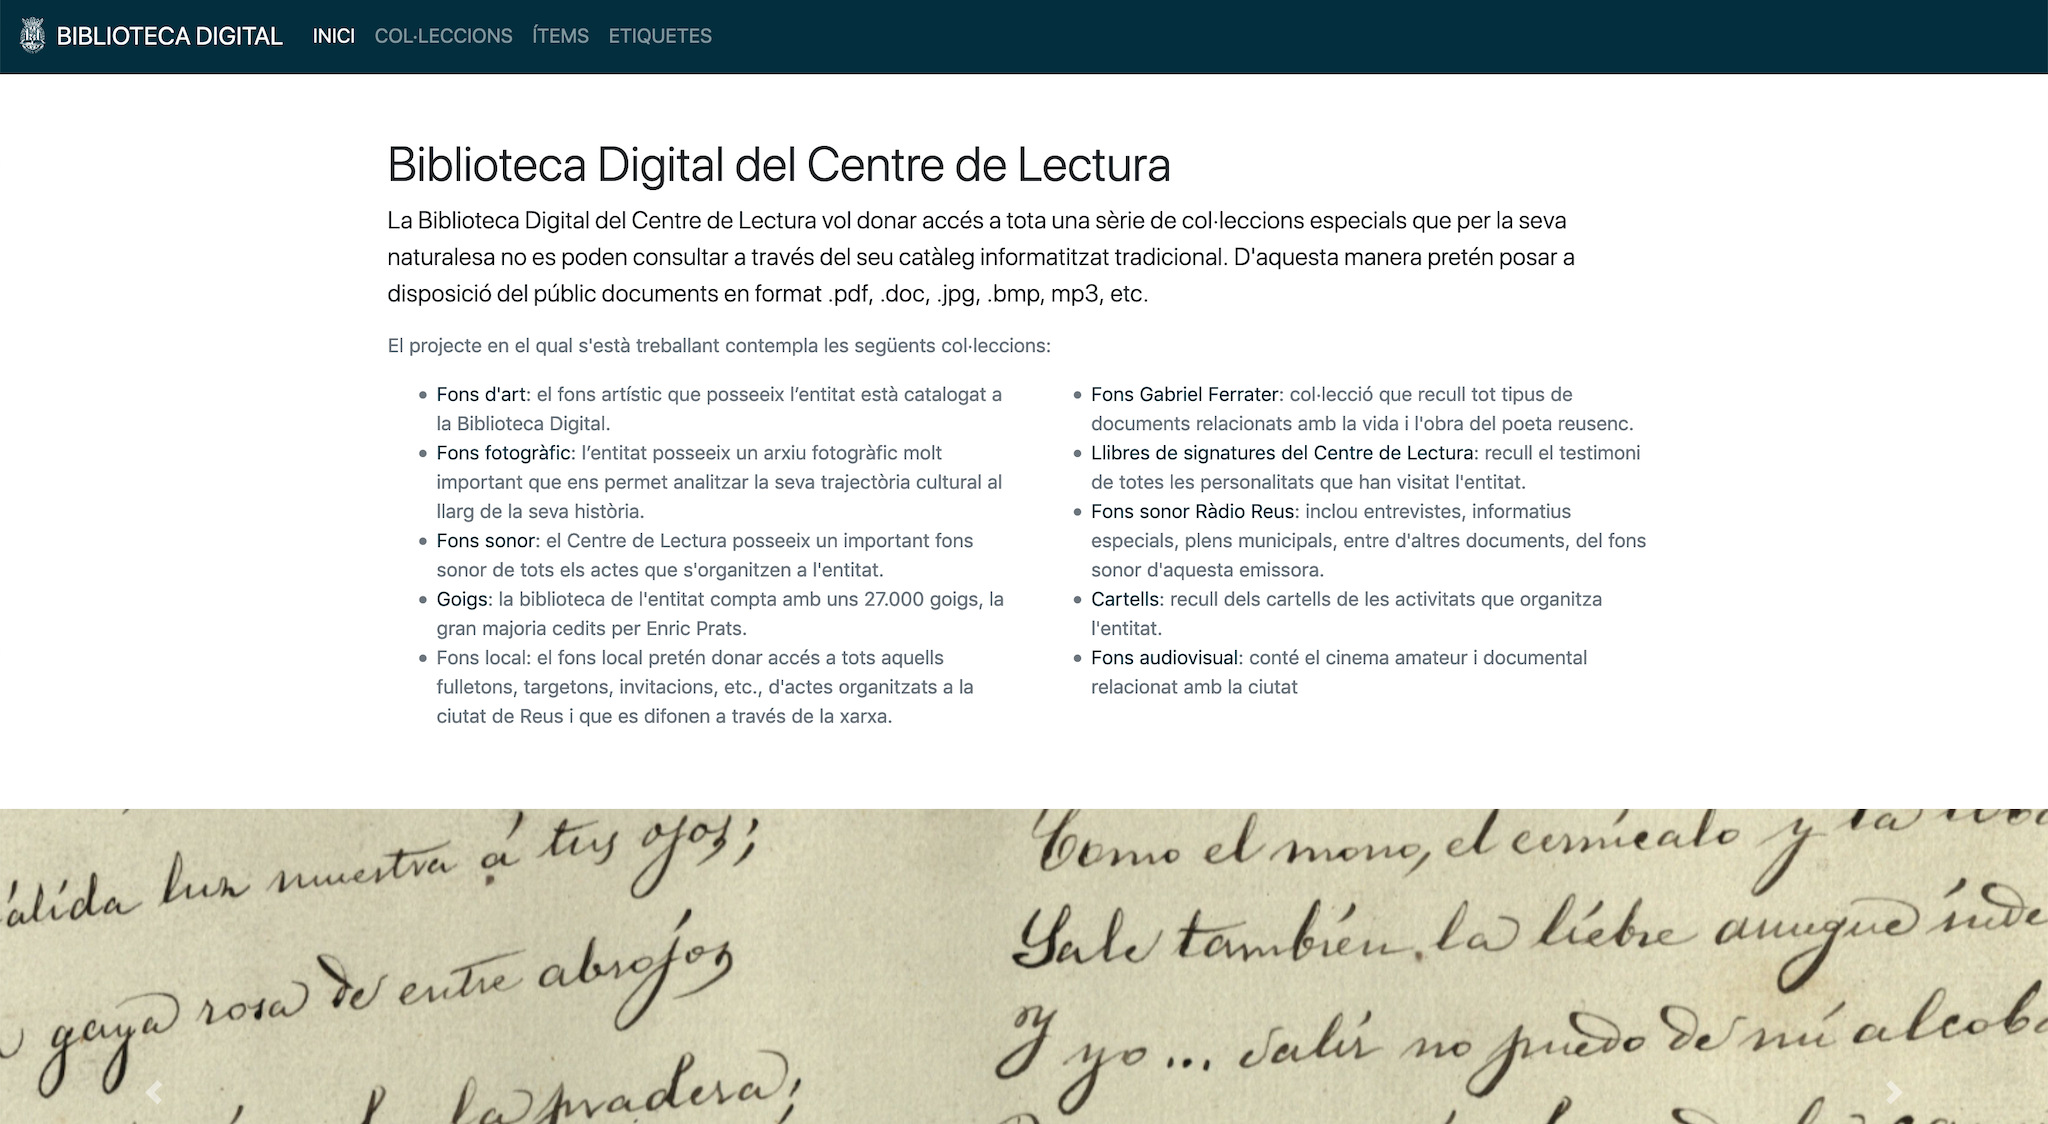 BIBLIOTECA DIGITAL INICI COL·LECCIONS ÍTEMS ETIQUETES
Biblioteca Digital del Centre de Lectura
La Biblioteca Digital del Centre de Lectura vol donar accés a tota una sèrie de col·leccions especials que per la seva
naturalesa no es poden consultar a través del seu catàleg informatitzat tradicional. D'aquesta manera pretén posar a
disposició del públic documents en format .pdf, .doc, .jpg, .bmp, mp3, etc.
El projecte en el qual s'està treballant contempla les següents col·leccions:
• Fons d'art: el fons artístic que posseeix l’entitat està catalogat a
la Biblioteca Digital.
• Fons fotogràfic: l’entitat posseeix un arxiu fotogràfic molt
important que ens permet analitzar la seva trajectòria cultural al
llarg de la seva història.
• Fons sonor: el Centre de Lectura posseeix un important fons
sonor de tots els actes que s'organitzen a l'entitat.
• Goigs: la biblioteca de l'entitat compta amb uns 27.000 goigs, la
gran majoria cedits per Enric Prats.
• Fons local: el fons local pretén donar accés a tots aquells
fulletons, targetons, invitacions, etc., d'actes organitzats a la
ciutat de Reus i que es difonen a través de la xarxa.
• Fons Gabriel Ferrater: col·lecció que recull tot tipus de
documents relacionats amb la vida i l'obra del poeta reusenc.
• Llibres de signatures del Centre de Lectura: recull el testimoni
de totes les personalitats que han visitat l'entitat.
• Fons sonor Ràdio Reus: inclou entrevistes, informatius
especials, plens municipals, entre d'altres documents, del fons
sonor d'aquesta emissora.
• Cartells: recull dels cartells de les activitats que organitza
l'entitat.
• Fons audiovisual: conté el cinema amateur i documental
relacionat amb la ciutat
álida luz muestra á tus ojos;
gaya rosa de entre abrojos
la pradera;
Como el mono, el cernícalo y la
Sale también la liebre aunque
Y yo... salir no puedo de mi alcoba